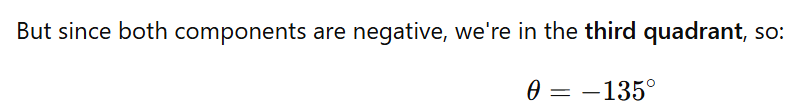 But since both components are negative, we're in the third quadrant, so:
θ = −135°